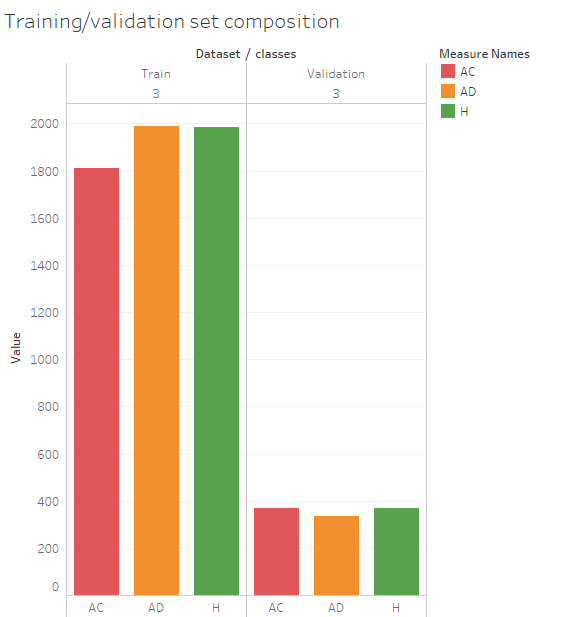 Training/validation set composition
Dataset / classes
Measure Names
Train
Validation
3
3
AC
AD
H
Value
2000
1800
1600
1400
1200
1000
800
600
400
200
0
AC
AD
H
AC
AD
H